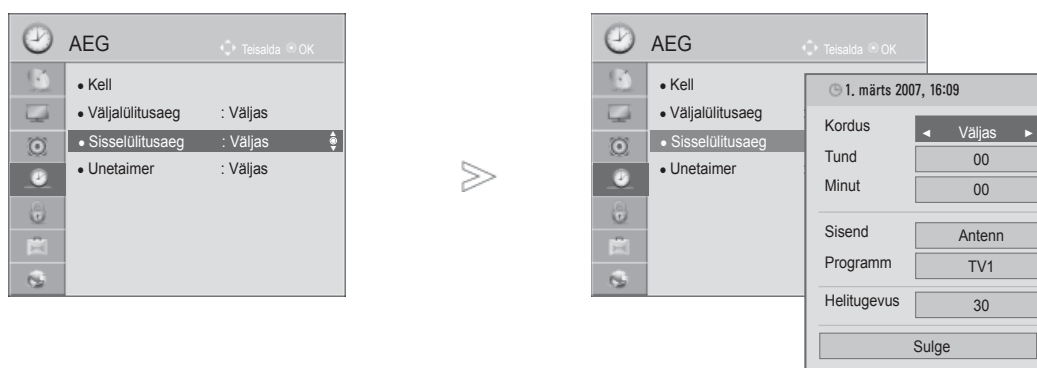 AEG Teisalda OK
• Kell
• Väljalülitusaeg : Väljas
• Sisselülitusaeg : Väljas
• Unetaimer : Väljas
AEG Teisalda OK
• Kell
• Väljalülitusaeg :
• Sisselülitusaeg
• Unetaimer :
1. märts 2007, 16:09
Kordus ◄ Väljas ►
Tund 00
Minut 00
Sisend Antenn
Programm TV1
Helitugevus 30
Sulge